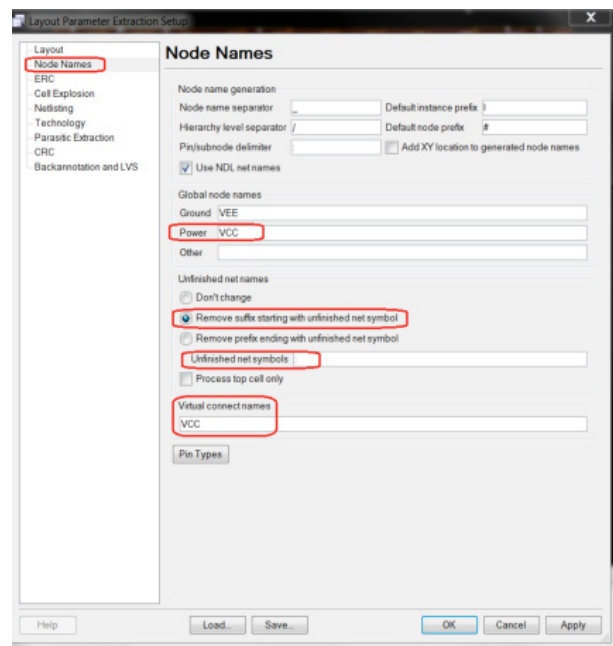 Layout Parameter Extraction Setup
X
Layout
Node Names
ERC
Cell Explosion
Netlisting
Technology
Parasitic Extraction
CRC
Backannotation and LVS
Node Names
Node name generation
Node name separator _ Default instance prefix I
Hierarchy level separator / Default node prefix #
Pin/subnode delimiter : Add XY location to generated node names
Use NDL net names
Global node names
Ground VEE
Power VCC
Other
Unfinished net names
Don't change
Remove suffix starting with unfinished net symbol
Remove prefix ending with unfinished net symbol
Unfinished net symbols :
Process top cell only
Virtual connect names
VCC
Pin Types
Help Load... Save... OK Cancel Apply